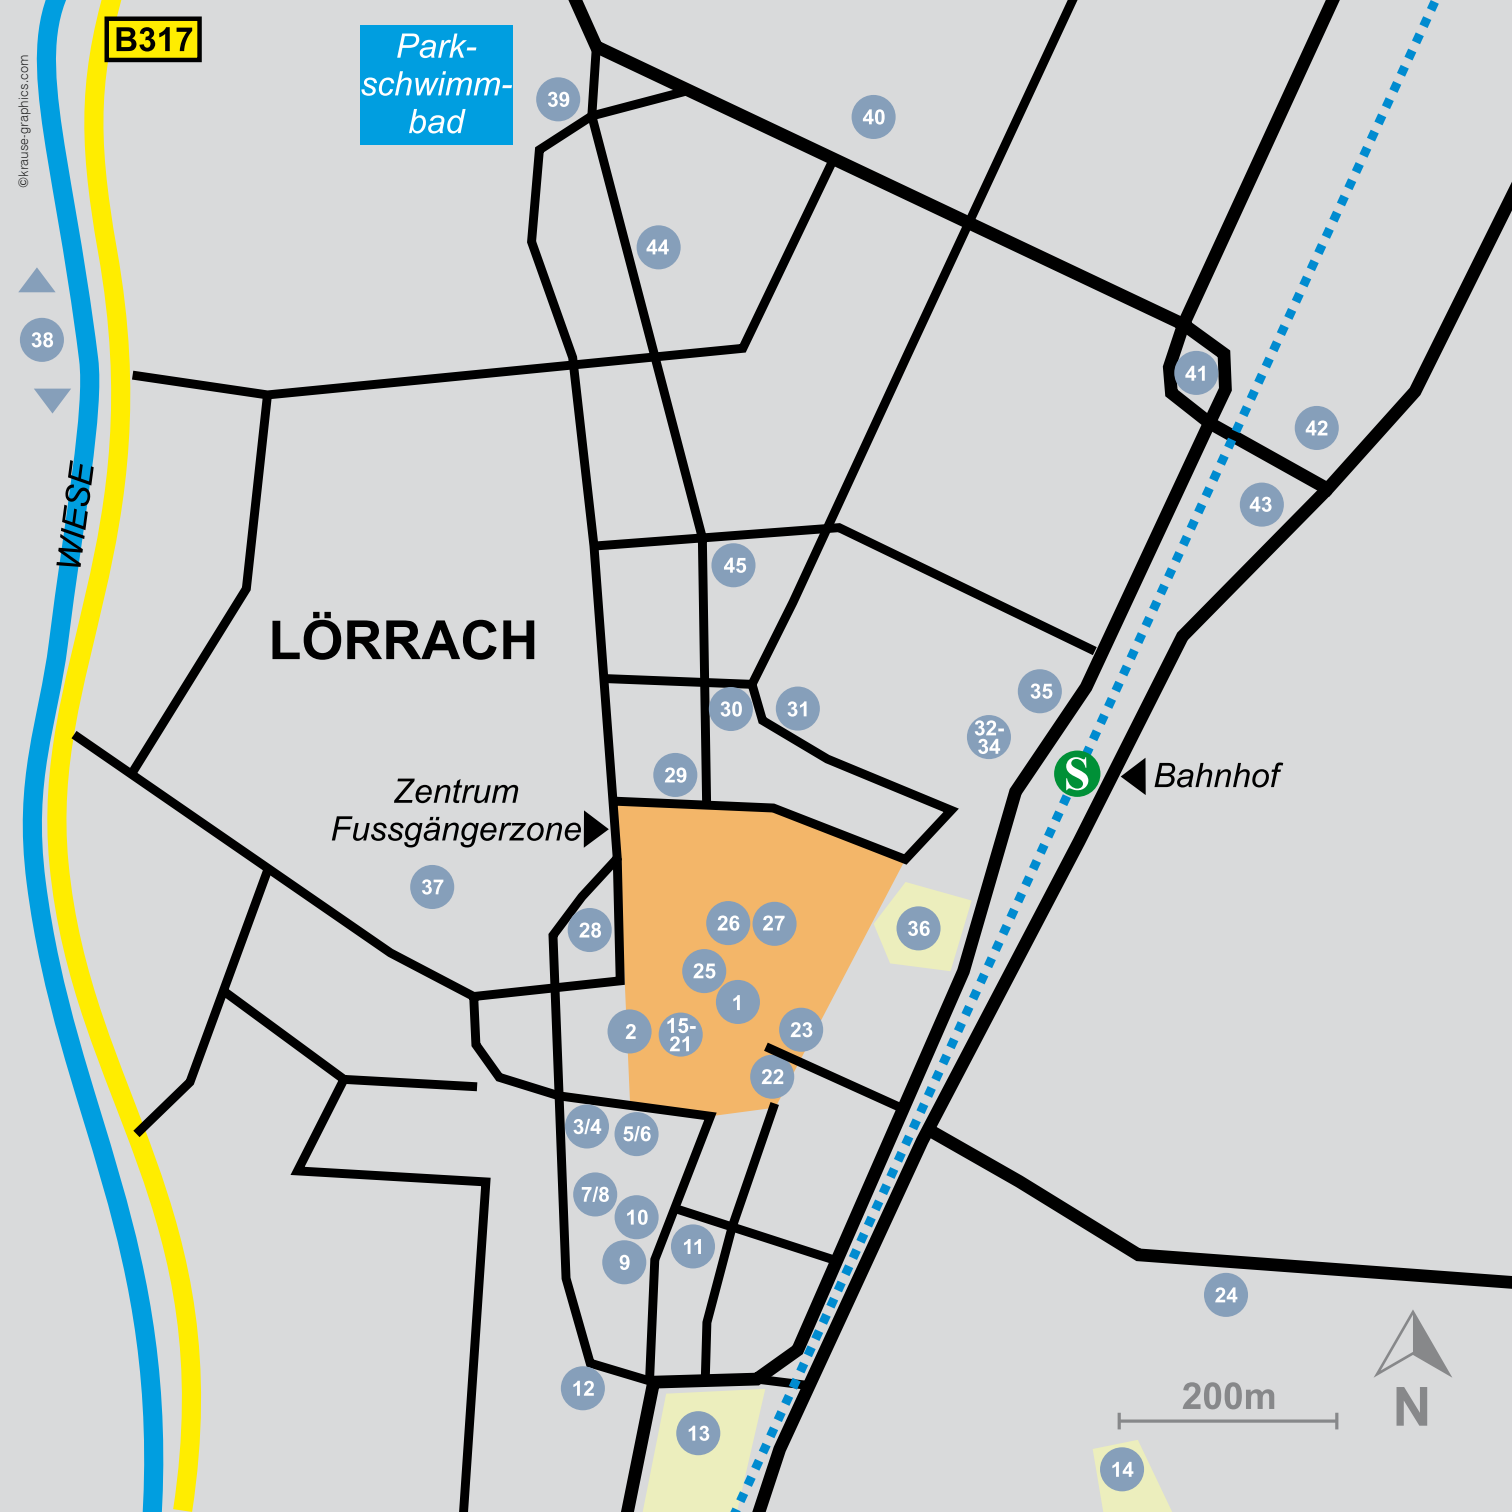 B317
Park-
schwimm-
bad
©krause-graphics.com
39
40
44
38
41
42
WIESE
43
45
LÖRRACH
35
30
31
32-
34
29
S
Bahnhof
Zentrum
Fussgängerzone
37
28
26
27
36
25
1
2
15-
21
23
22
3/4
5/6
7/8
10
9
11
24
12
200m
N
13
14